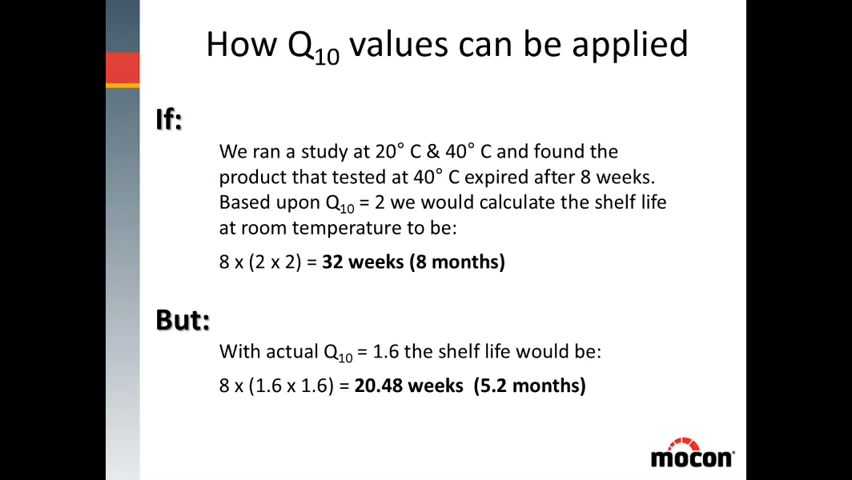 How Q10 values can be applied
If:
We ran a study at 20° C & 40° C and found the
product that tested at 40° C expired after 8 weeks.
Based upon Q10 = 2 we would calculate the shelf life
at room temperature to be:
8 x (2 x 2) = 32 weeks (8 months)
But:
With actual Q10 = 1.6 the shelf life would be:
8 x (1.6 x 1.6) = 20.48 weeks (5.2 months)
mocon